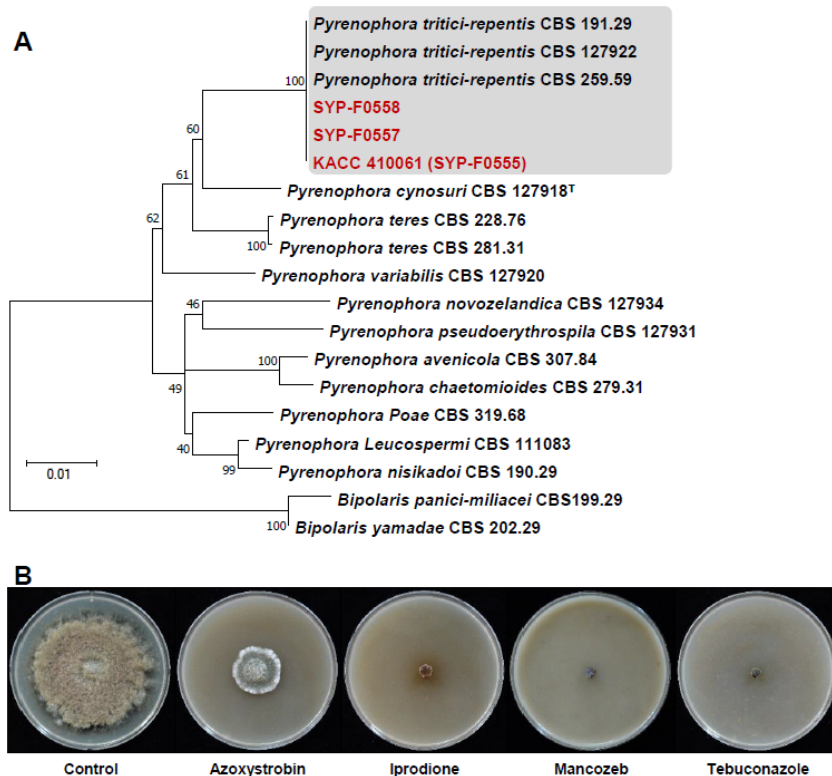 A
Pyrenophora tritici-repentis CBS 191.29
Pyrenophora tritici-repentis CBS 127922
Pyrenophora tritici-repentis CBS 259.59
100
SYP-F0558
SYP-F0557
KACC 410061 (SYP-F0555)
60
61
Pyrenophora cynosuri CBS 127918ᵀ
Pyrenophora teres CBS 228.76
62
100
Pyrenophora teres CBS 281.31
Pyrenophora variabilis CBS 127920
46
Pyrenophora novozelandica CBS 127934
Pyrenophora pseudoerythrospila CBS 127931
100
Pyrenophora avenicola CBS 307.84
49
Pyrenophora chaetomioides CBS 279.31
Pyrenophora Poae CBS 319.68
40
Pyrenophora Leucospermi CBS 111083
99
Pyrenophora nisikadoi CBS 190.29
0.01
Bipolaris panici-miliacei CBS199.29
100
Bipolaris yamadae CBS 202.29
B
Control Azoxystrobin Iprodione Mancozeb Tebuconazole